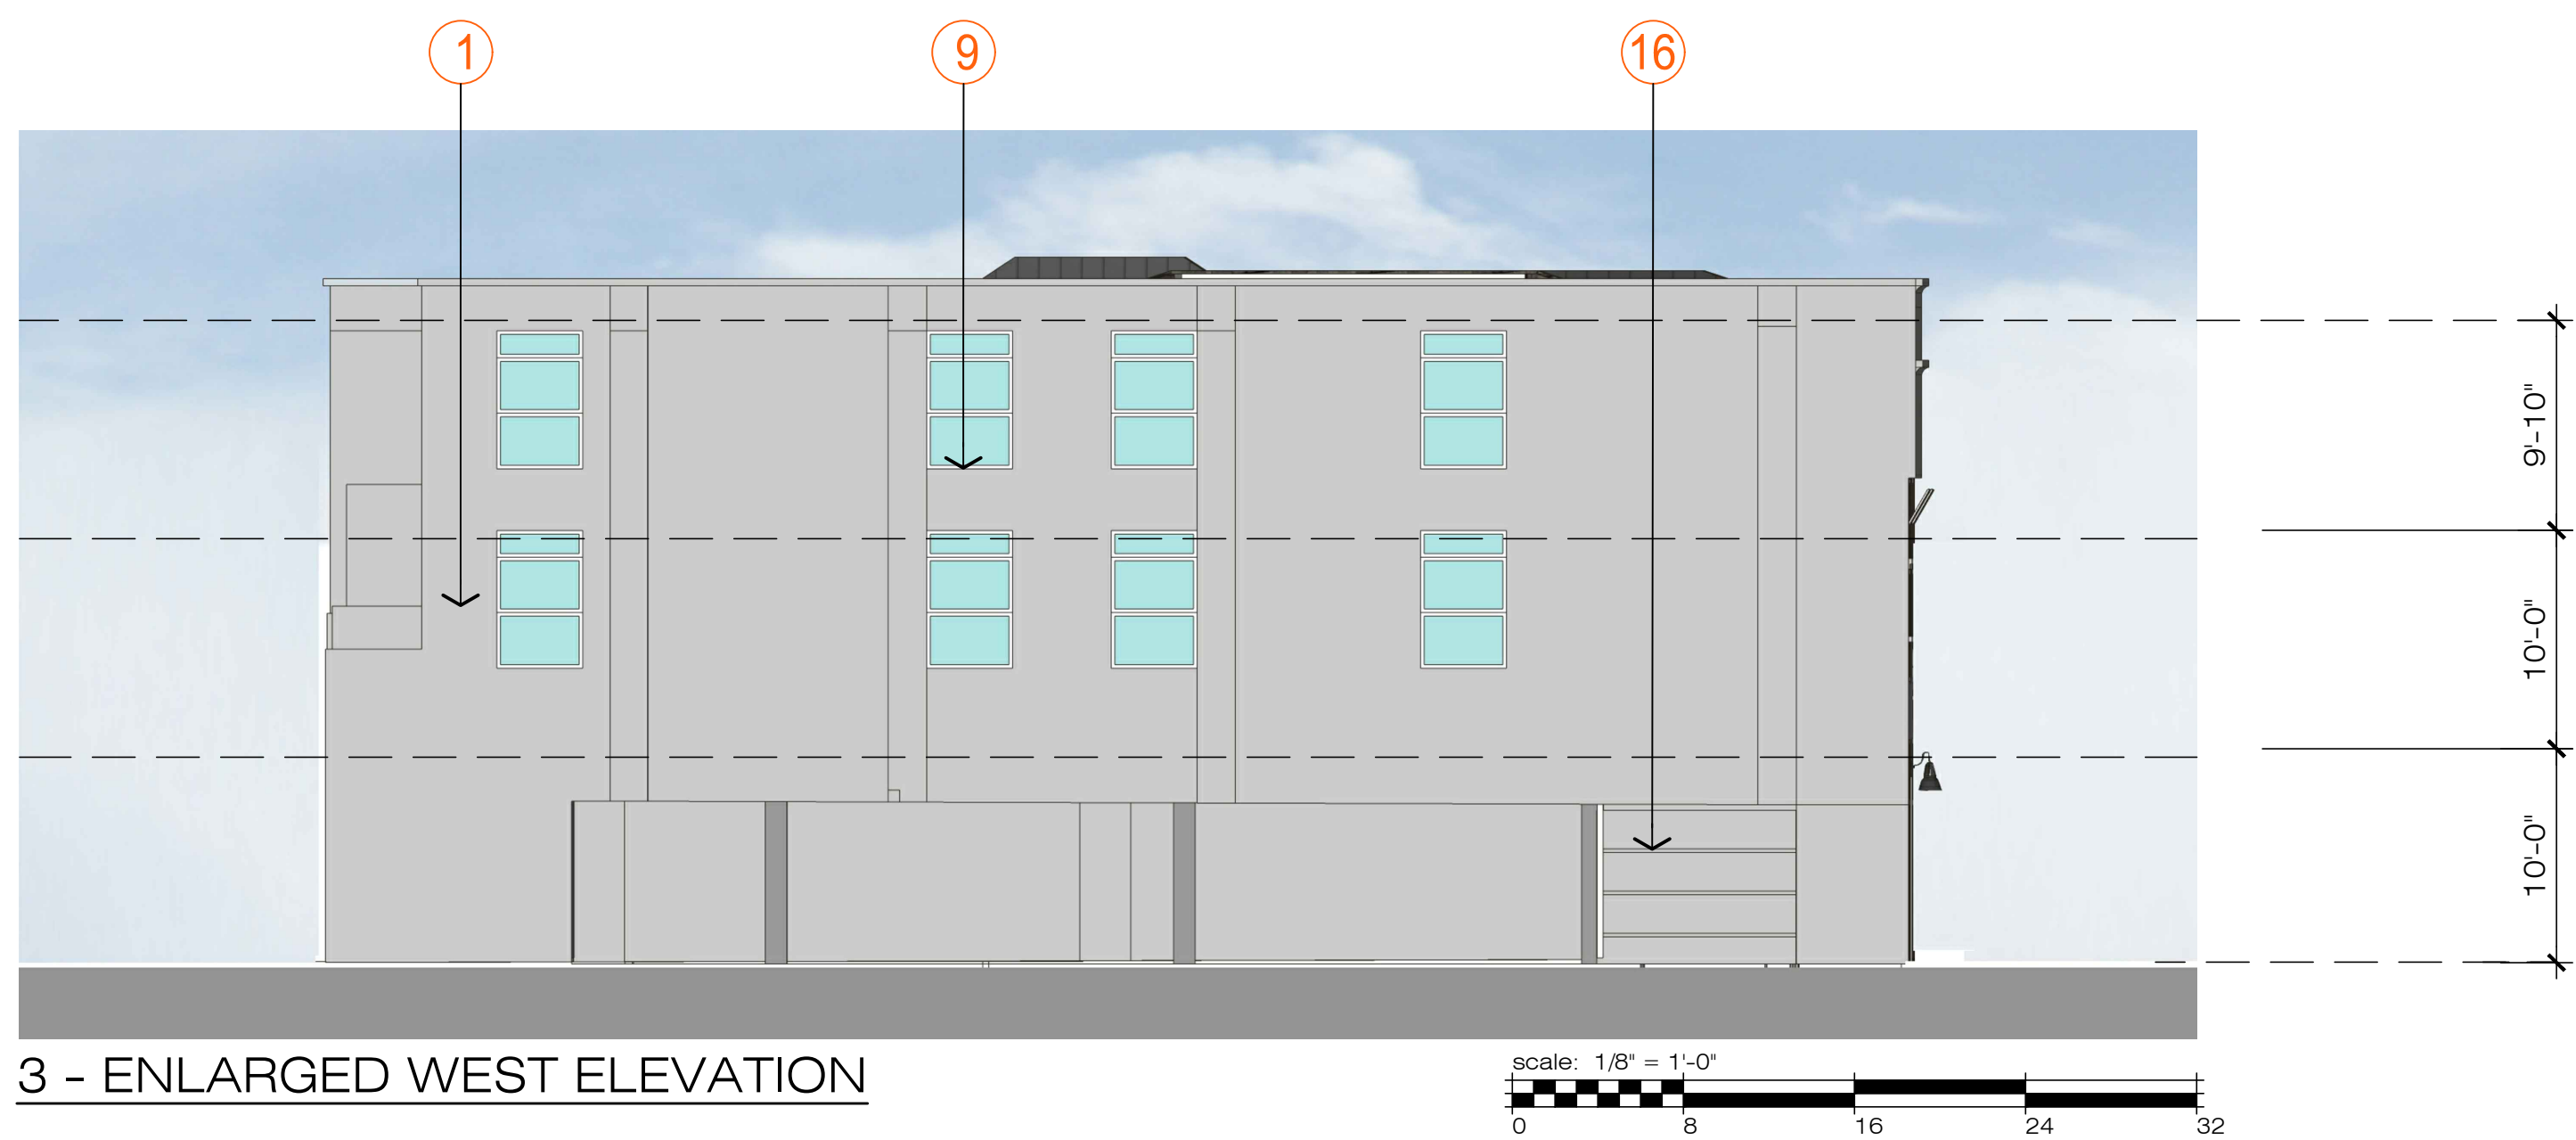 1
9
16
9'-10"
10'-0"
10'-0"
3 - ENLARGED WEST ELEVATION
scale: 1/8" = 1'-0"
0 8 16 24 32